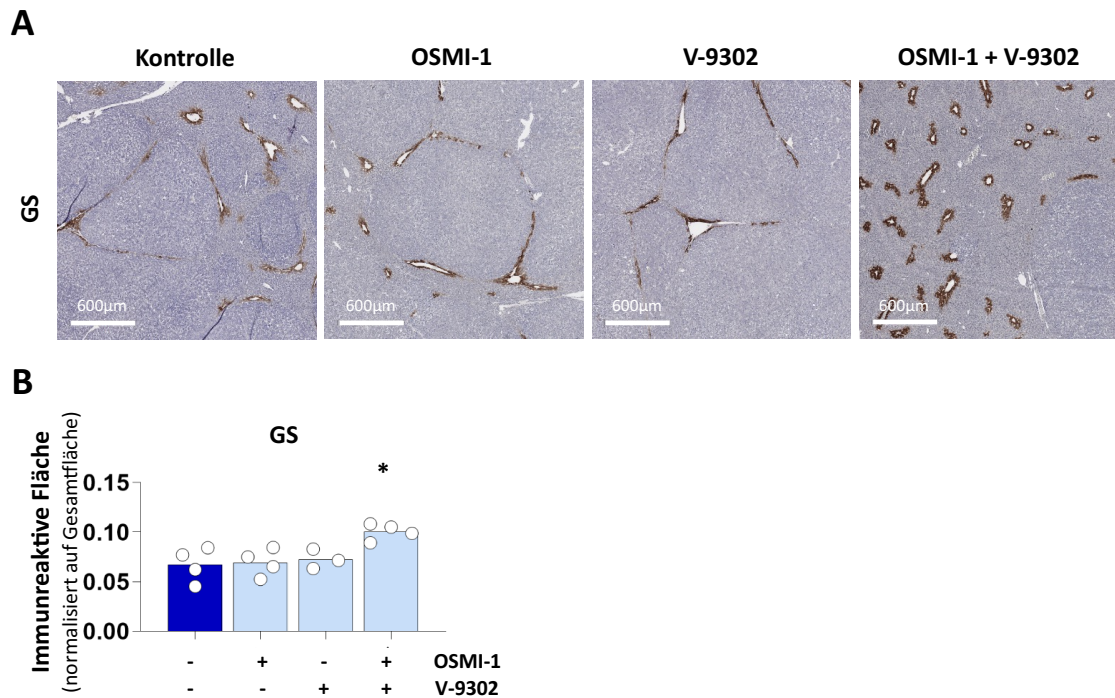 A
Kontrolle
OSMI-1
V-9302
OSMI-1 + V-9302
GS
600µm
600µm
600µm
600µm
B
GS
*
Immunreaktive Fläche
(normalisiert auf Gesamtfläche)
0.15
0.10
0.05
0.00
- + - + OSMI-1
- - + + V-9302